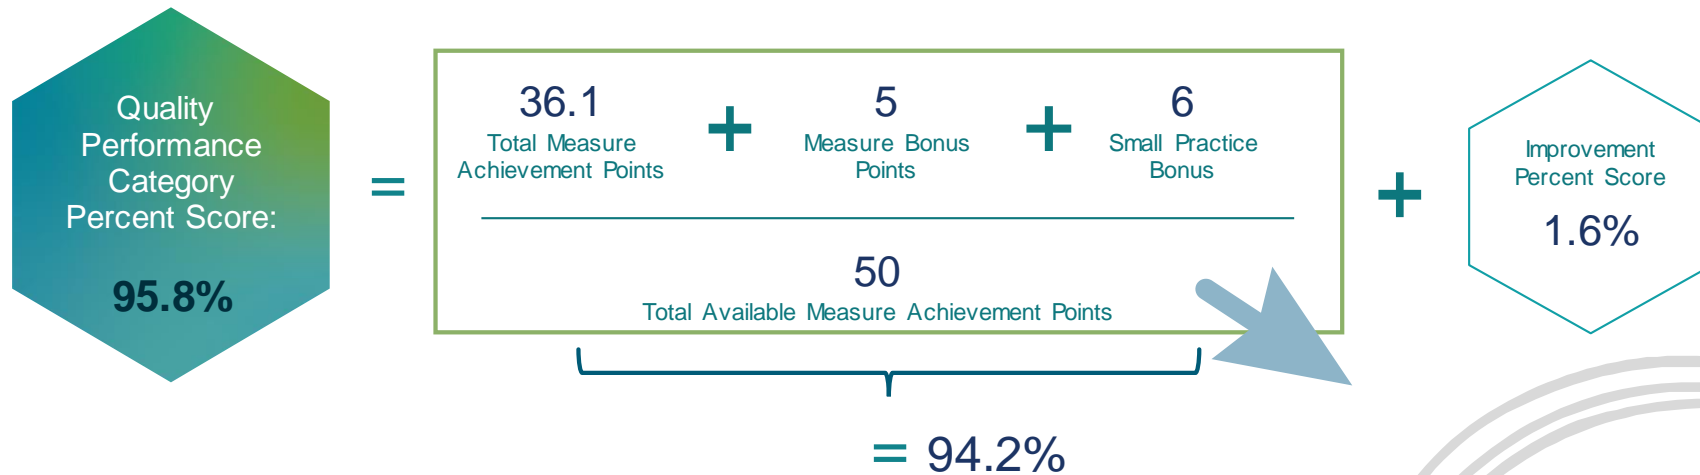 Quality
Performance
Category
Percent Score:
95.8%
=
36.1
Total Measure
Achievement Points
+
5
Measure Bonus
Points
+
6
Small Practice
Bonus
50
Total Available Measure Achievement Points
= 94.2%
+
Improvement
Percent Score
1.6%